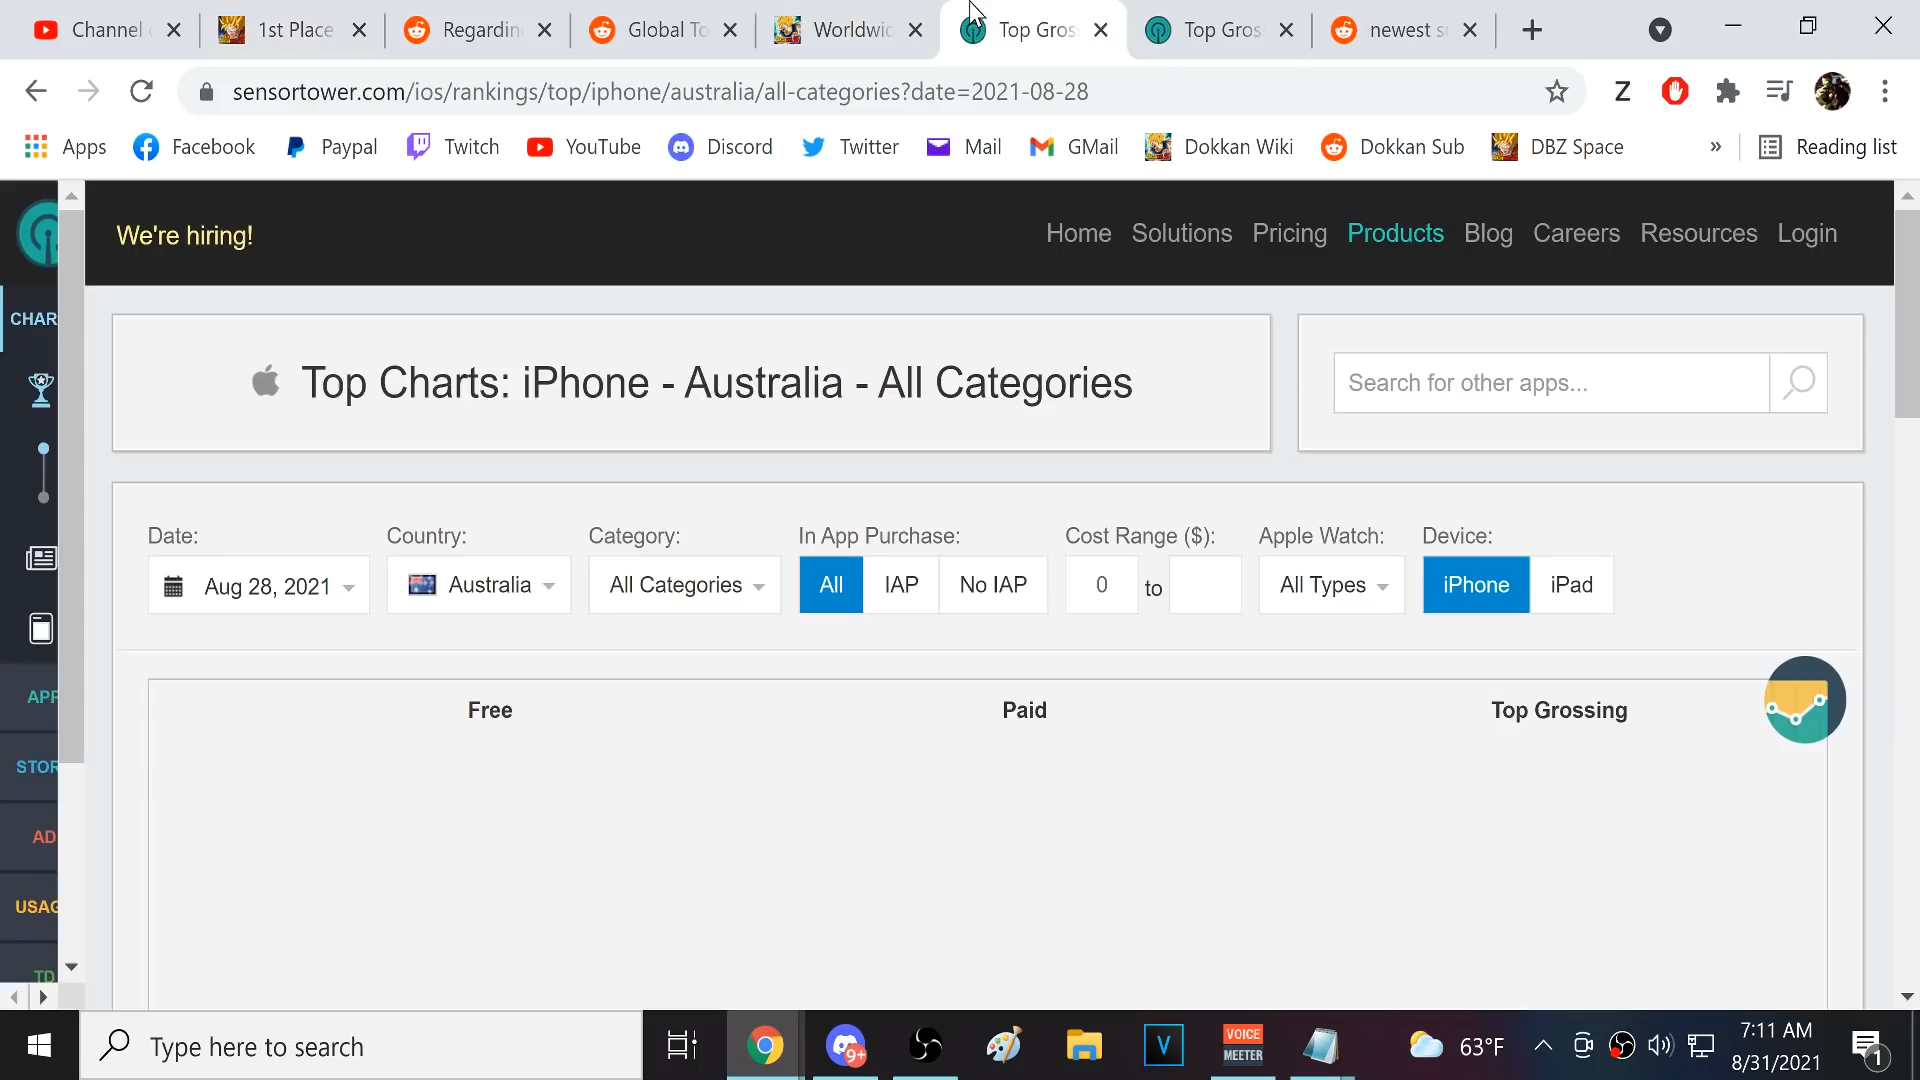 Channel
1st Place
Regardin
Global To
Worldwi
Top Gros
Top Gros
newest s
sensortower.com/ios/rankings/top/iphone/australia/all-categories?date=2021-08-28
Z
Apps
Facebook
Paypal
Twitch
YouTube
Discord
Twitter
Mail
GMail
Dokkan Wiki
Dokkan Sub
DBZ Space
»
Reading list
We're hiring!
Home
Solutions
Pricing
Products
Blog
Careers
Resources
Login
CHAR
Top Charts: iPhone - Australia - All Categories
Search for other apps...
Date:
Country:
Category:
In App Purchase:
Cost Range ($):
Apple Watch:
Device:
Aug 28, 2021
Australia
All Categories
All
IAP
No IAP
0
to
All Types
iPhone
iPad
APP
STOR
AD
USAG
TD
Free
Paid
Top Grossing
Type here to search
9+
V
VOICE
MEETER
63°F
7:11 AM
8/31/2021
1